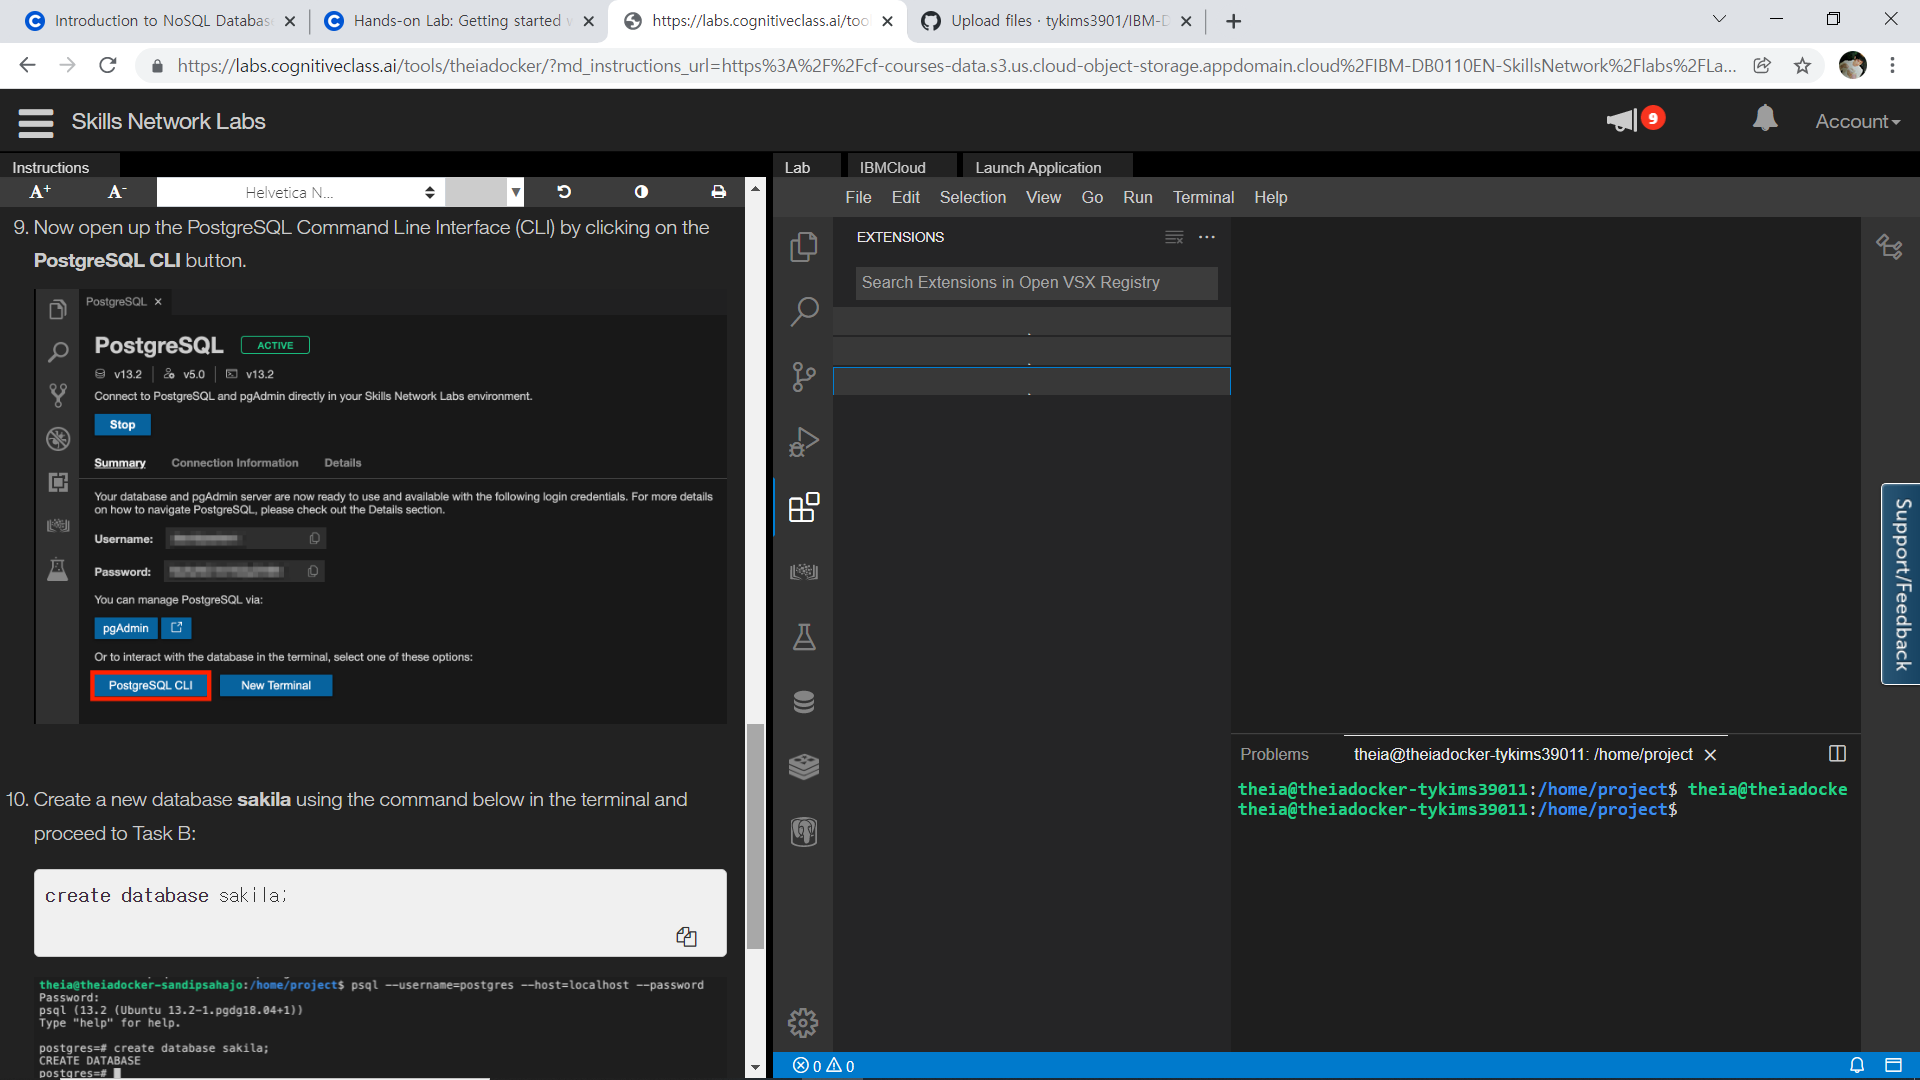 Introduction to NoSQL Databas
Hands-on Lab: Getting started w
https://labs.cognitiveclass.ai/tool
Upload files · tykims3901/IBM-D
https://labs.cognitiveclass.ai/tools/theiadocker/?md_instructions_url=https%3A%2F%2Fcf-courses-data.s3.us.cloud-object-storage.appdomain.cloud%2FIBM-DB0110EN-SkillsNetwork%2Flabs%2FLa...
Skills Network Labs
9
Account
Instructions
A+ A- Helvetica N...
9. Now open up the PostgreSQL Command Line Interface (CLI) by clicking on the
PostgreSQL CLI button.
PostgreSQL ×
PostgreSQL ACTIVE
v13.2 v5.0 v13.2
Connect to PostgreSQL and pgAdmin directly in your Skills Network Labs environment.
Stop
Summary Connection Information Details
Your database and pgAdmin server are now ready to use and available with the following login credentials. For more details
on how to navigate PostgreSQL, please check out the Details section.
Username:
Password:
You can manage PostgreSQL via:
pgAdmin
Or to interact with the database in the terminal, select one of these options:
PostgreSQL CLI New Terminal
10. Create a new database sakila using the command below in the terminal and
proceed to Task B:
create database sakila;
theia@theiadocker-sandipsahajo:/home/project$ psql --username=postgres --host=localhost --password
Password:
psql (13.2 (Ubuntu 13.2-1.pgdg18.04+1))
Type "help" for help.
postgres=# create database sakila;
CREATE DATABASE
postgres=#
Lab IBMCloud Launch Application
File Edit Selection View Go Run Terminal Help
EXTENSIONS
Search Extensions in Open VSX Registry
Problems theia@theiadocker-tykims39011: /home/project
theia@theiadocker-tykims39011:/home/project$ theia@theiadocke
theia@theiadocker-tykims39011:/home/project$
Support/Feedback
0 0